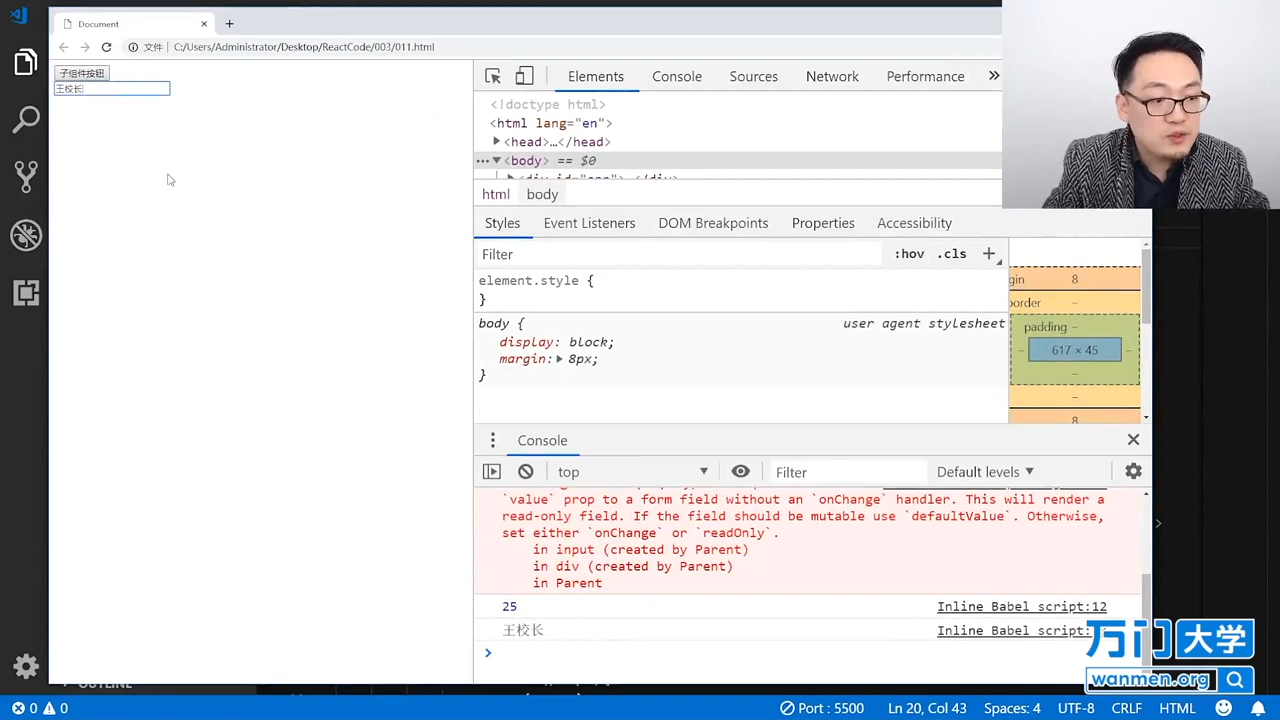 Document
文件
C:/Users/Administrator/Desktop/ReactCode/003/011.html
子组件按钮
王校长
Elements
Console
Sources
Network
Performance
<!doctype html>
<html lang="en">
<head>…</head>
<body> == $0
html
body
Styles
Event Listeners
DOM Breakpoints
Properties
Accessibility
Filter
:hov
.cls
element.style {
}
body {
user agent stylesheet
display: block;
margin: 8px;
}
8
padding
617 × 45
8
Console
top
Filter
Default levels
`value` prop to a form field without an `onChange` handler. This will render a
read-only field. If the field should be mutable use `defaultValue`. Otherwise,
set either `onChange` or `readOnly`.
in input (created by Parent)
in div (created by Parent)
in Parent
25
Inline Babel script:12
王校长
Inline Babel script:
万门大学
wanmen.org
0
0
Port : 5500
Ln 20, Col 43
Spaces: 4
UTF-8
CRLF
HTML